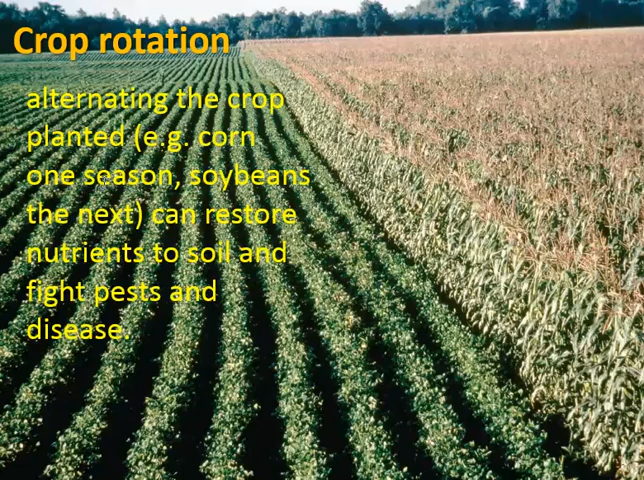 Crop rotation
alternating the crop
planted (e.g. corn
one season, soybeans
the next) can restore
nutrients to soil and
fight pests and
disease.